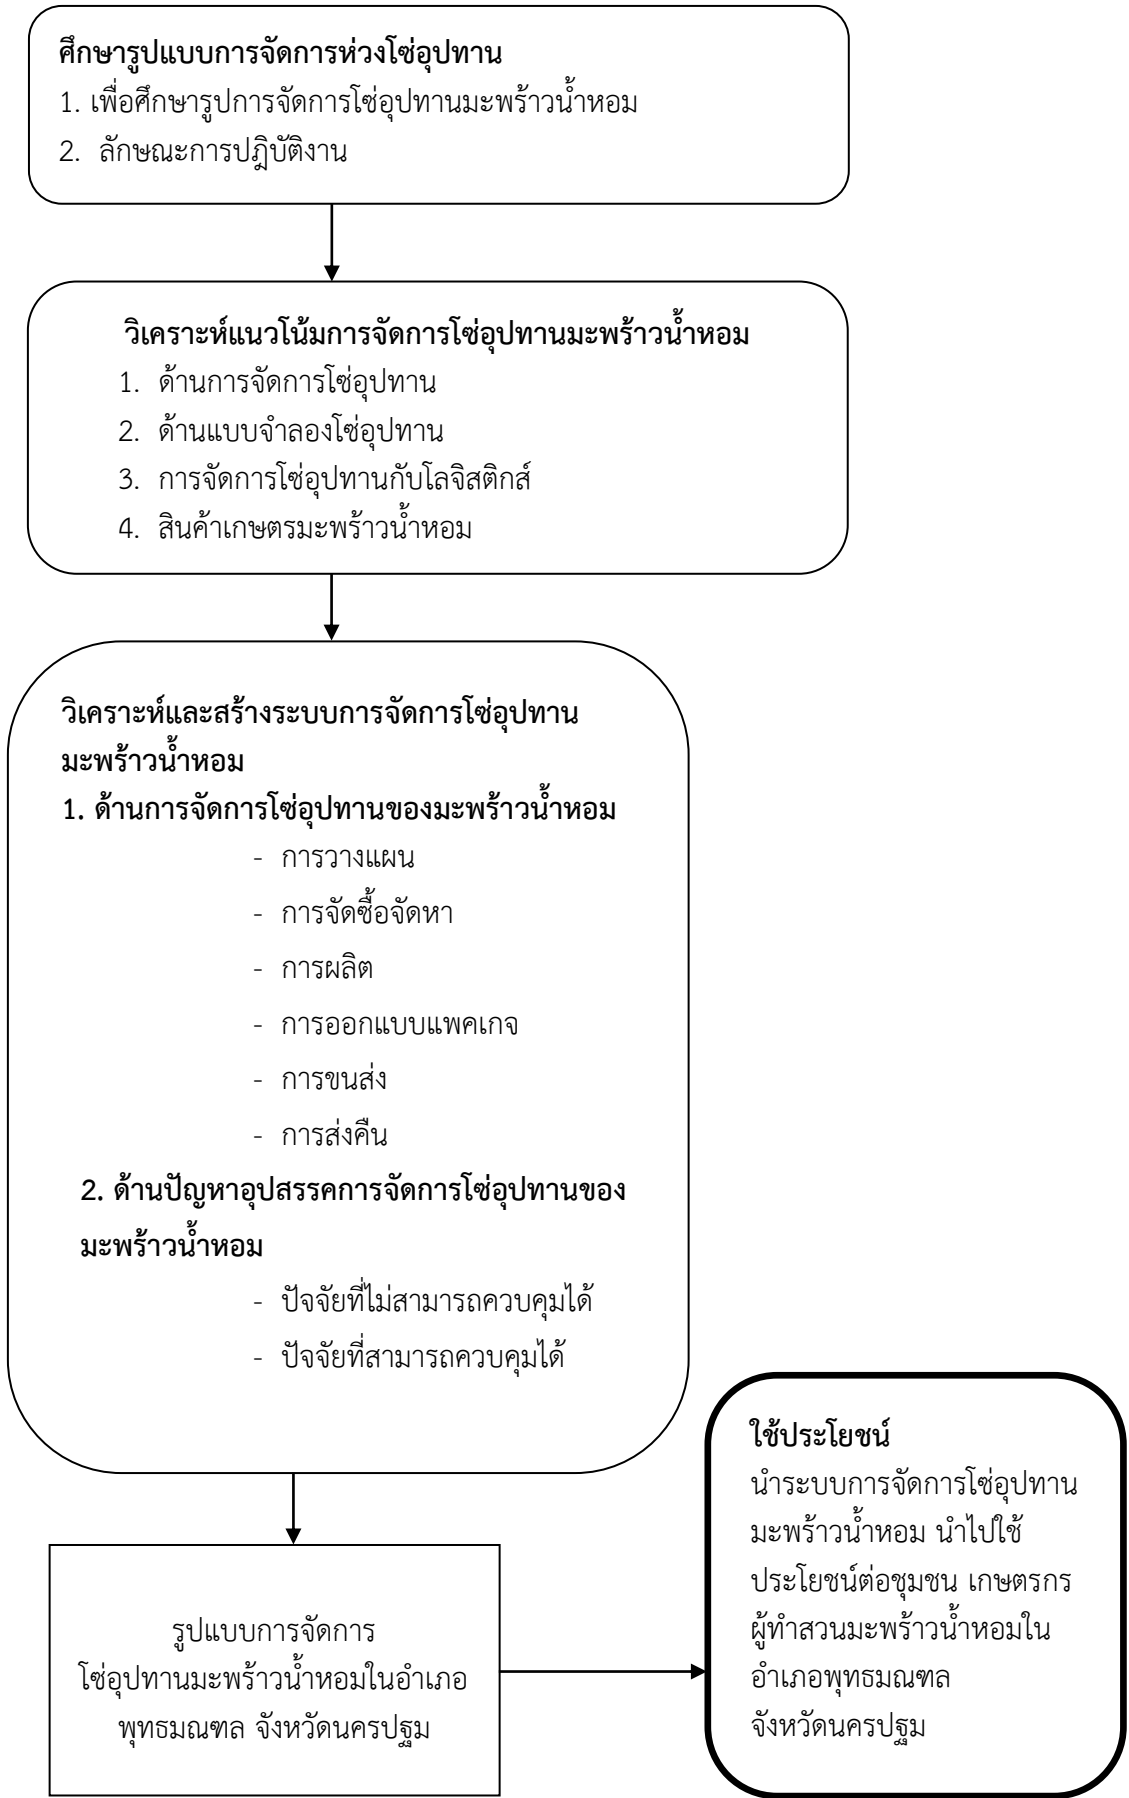 ศึกษารูปแบบการจัดการห่วงโซ่อุปทาน
1. เพื่อศึกษารูปการจัดการโซ่อุปทานมะพร้าวน้ำหอม
2. ลักษณะการปฏิบัติงาน
วิเคราะห์แนวโน้มการจัดการโซ่อุปทานมะพร้าวน้ำหอม
1. ด้านการจัดการโซ่อุปทาน
2. ด้านแบบจำลองโซ่อุปทาน
3. การจัดการโซ่อุปทานกับโลจิสติกส์
4. สินค้าเกษตรมะพร้าวน้ำหอม
วิเคราะห์และสร้างระบบการจัดการโซ่อุปทาน
มะพร้าวน้ำหอม
1. ด้านการจัดการโซ่อุปทานของมะพร้าวน้ำหอม
- การวางแผน
- การจัดซื้อจัดหา
- การผลิต
- การออกแบบแพคเกจ
- การขนส่ง
- การส่งคืน
2. ด้านปัญหาอุปสรรคการจัดการโซ่อุปทานของ
มะพร้าวน้ำหอม
- ปัจจัยที่ไม่สามารถควบคุมได้
- ปัจจัยที่สามารถควบคุมได้
รูปแบบการจัดการ
โซ่อุปทานมะพร้าวน้ำหอมในอำเภอ
พุทธมณฑล จังหวัดนครปฐม
ใช้ประโยชน์
นำระบบการจัดการโซ่อุปทาน
มะพร้าวน้ำหอม นำไปใช้
ประโยชน์ต่อชุมชน เกษตรกร
ผู้ทำสวนมะพร้าวน้ำหอมใน
อำเภอพุทธมณฑล
จังหวัดนครปฐม